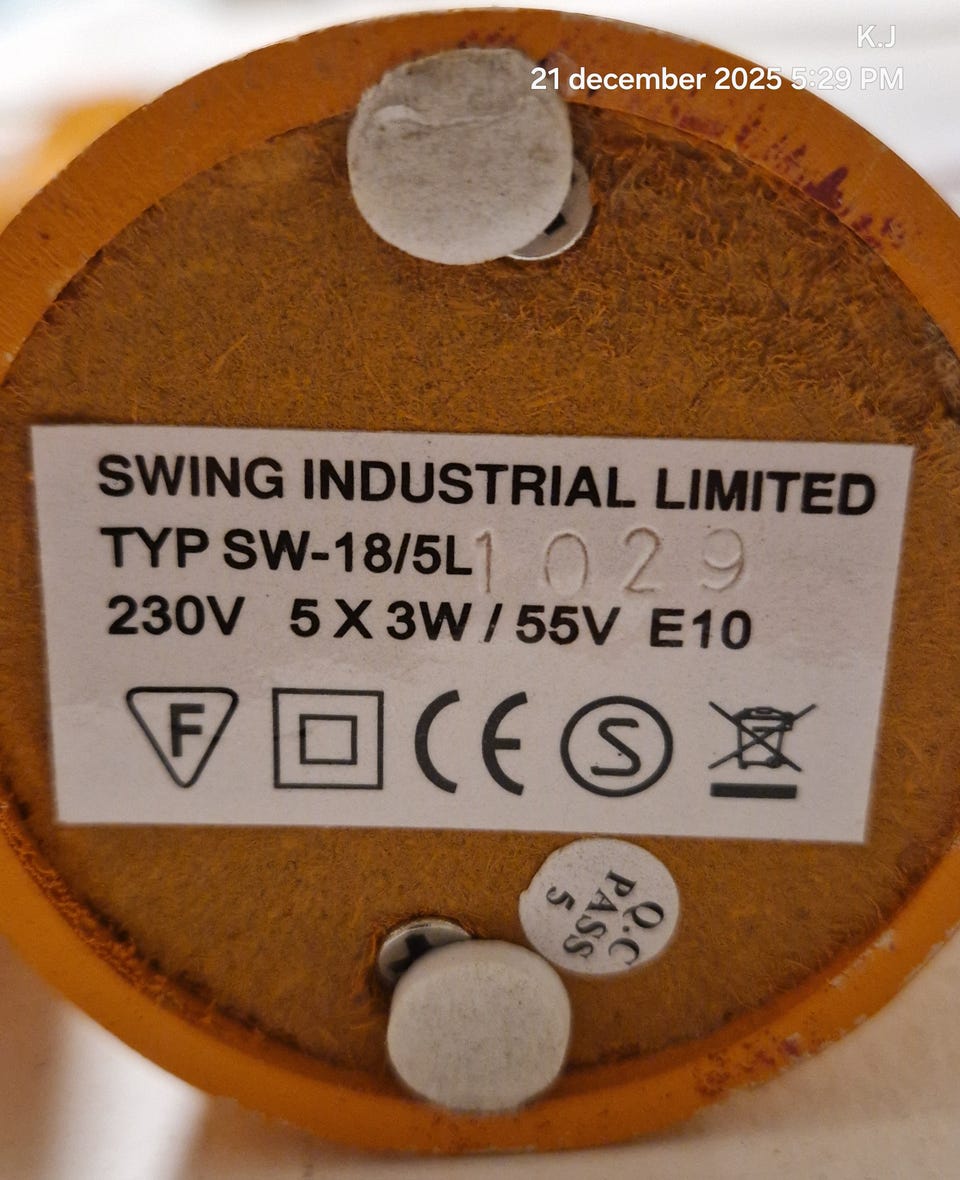 K.J
21 december 2025 5:29 PM
SWING INDUSTRIAL LIMITED
TYP SW-18/5L 1029
230V 5 X 3W / 55V E10
F CE S
Q.C
PASS
5